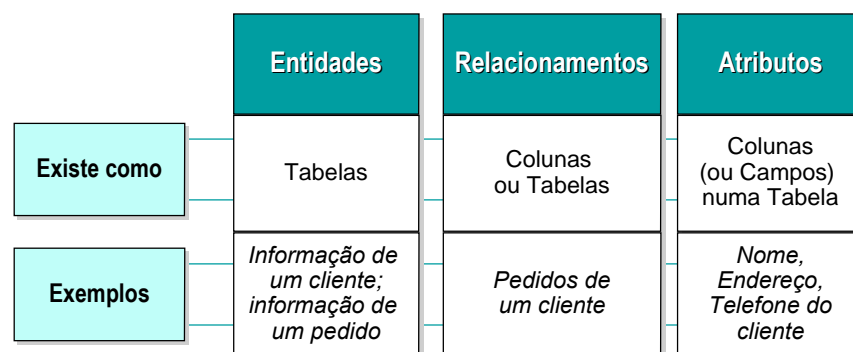 Entidades
Relacionamentos
Atributos
Existe como
Tabelas
Colunas
ou Tabelas
Colunas
(ou Campos)
numa Tabela
Exemplos
Informação de
um cliente;
informação de
um pedido
Pedidos de
um cliente
Nome,
Endereço,
Telefone do
cliente